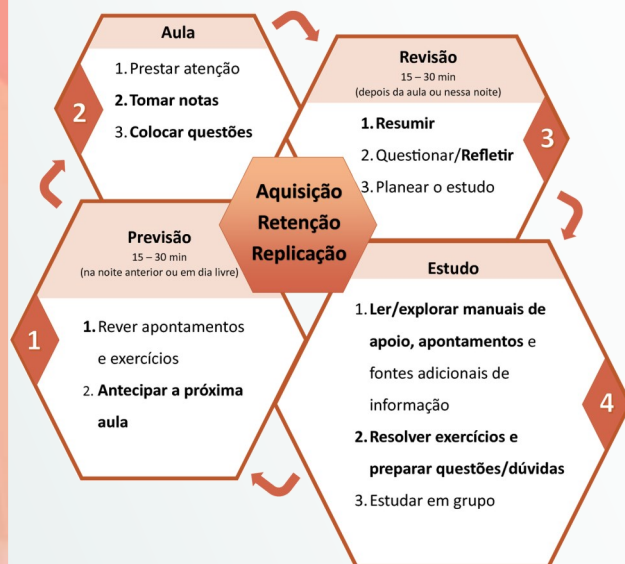 Aula
1. Prestar atenção
2. Tomar notas
3. Colocar questões
2
Revisão
15 – 30 min
(depois da aula ou nessa noite)
1. Resumir
2. Questionar/Refletir
3. Planear o estudo
3
Aquisição
Retenção
Replicação
Previsão
15 – 30 min
(na noite anterior ou em dia livre)
1. Rever apontamentos
e exercícios
2. Antecipar a próxima
aula
1
Estudo
1. Ler/explorar manuais de
apoio, apontamentos e
fontes adicionais de
informação
2. Resolver exercícios e
preparar questões/dúvidas
3. Estudar em grupo
4